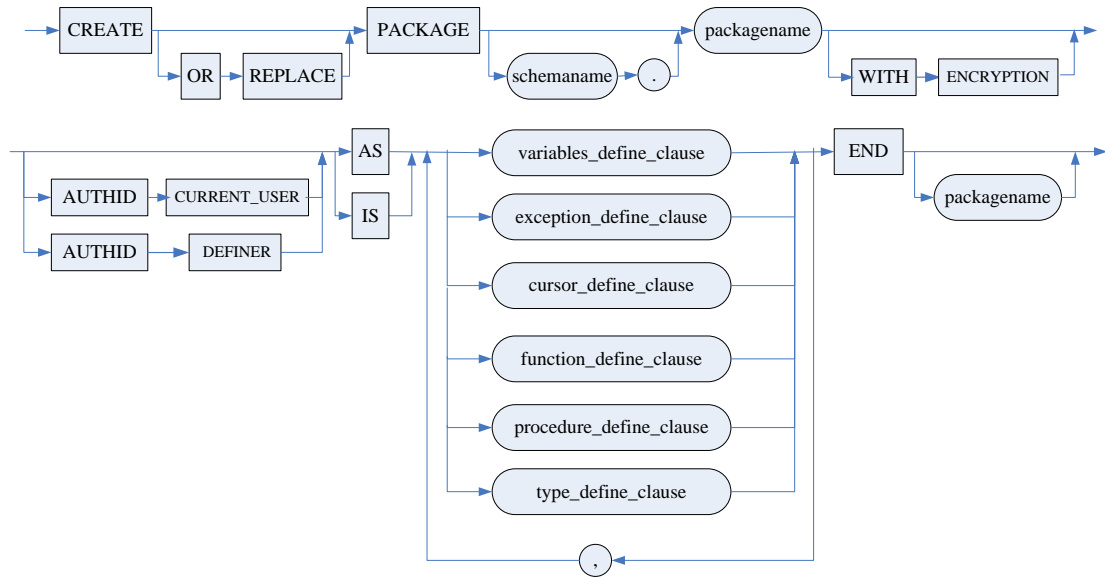 CREATE
OR
REPLACE
PACKAGE
schemaname
.
packagename
WITH
ENCRYPTION
AUTHID
CURRENT_USER
AUTHID
DEFINER
AS
IS
variables_define_clause
exception_define_clause
cursor_define_clause
function_define_clause
procedure_define_clause
type_define_clause
,
END
packagename